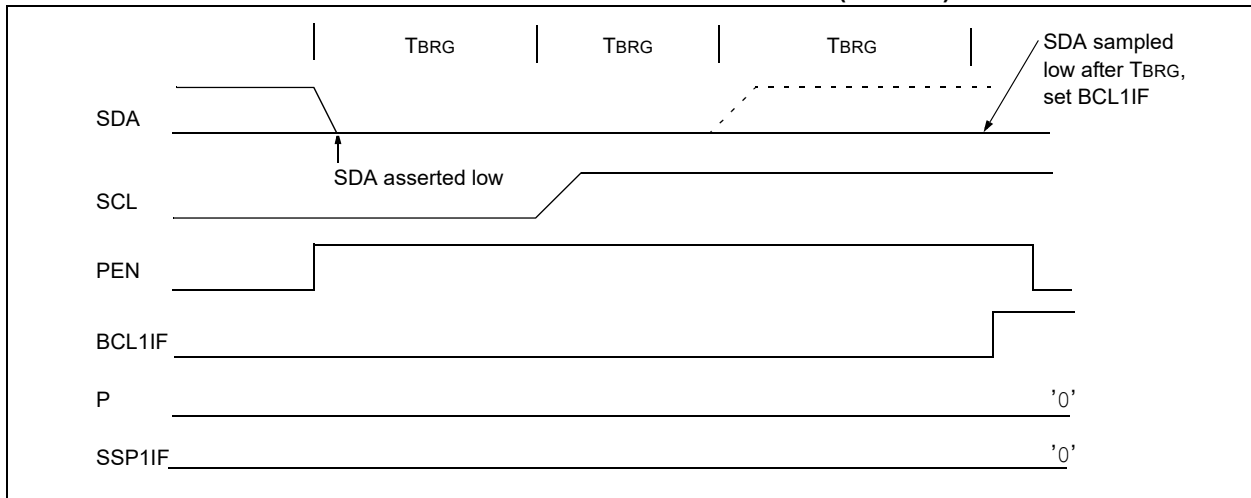 TBRG TBRG TBRG
SDA sampled
low after TBRG,
set BCL1IF
SDA
SDA asserted low
SCL
PEN
BCL1IF
P '0'
SSP1IF '0'